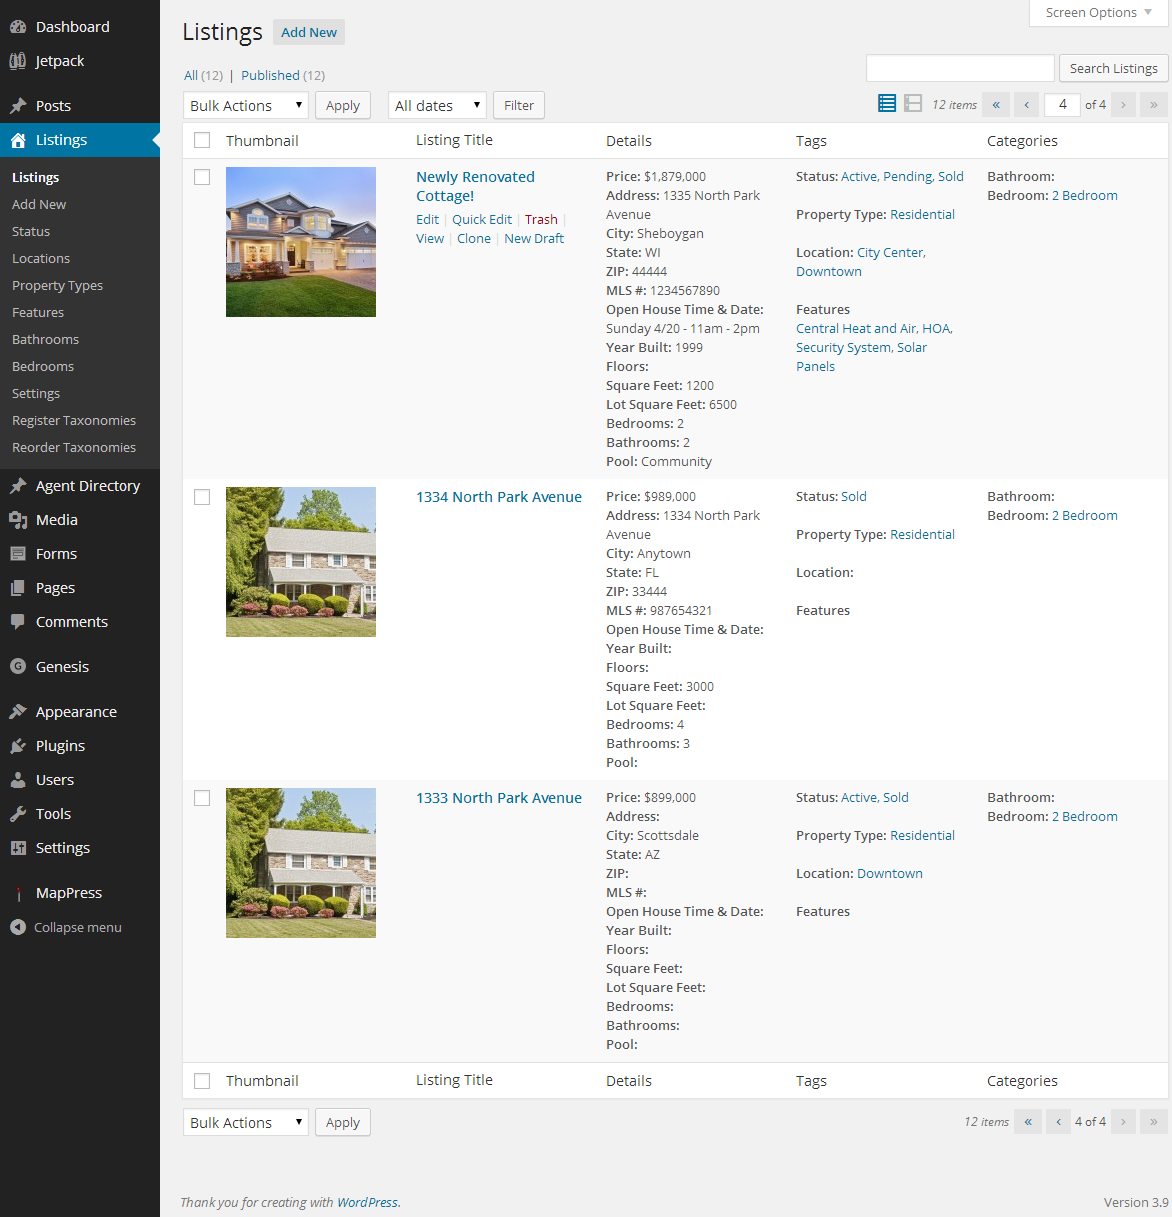 Dashboard
Jetpack
Posts
Listings
Listings
Add New
Status
Locations
Property Types
Features
Bathrooms
Bedrooms
Settings
Register Taxonomies
Reorder Taxonomies
Agent Directory
Media
Forms
Pages
Comments
Genesis
Appearance
Plugins
Users
Tools
Settings
MapPress
Collapse menu
Screen Options
Listings Add New
All (12) | Published (12)
Search Listings
Bulk Actions Apply All dates Filter
12 items « ‹ 4 of 4 › »
Thumbnail Listing Title Details Tags Categories
Newly Renovated
Cottage!
Edit | Quick Edit | Trash |
View | Clone | New Draft
Price: $1,879,000
Address: 1335 North Park
Avenue
City: Sheboygan
State: WI
ZIP: 44444
MLS #: 1234567890
Open House Time & Date:
Sunday 4/20 - 11am - 2pm
Year Built: 1999
Floors:
Square Feet: 1200
Lot Square Feet: 6500
Bedrooms: 2
Bathrooms: 2
Pool: Community
Status: Active, Pending, Sold
Property Type: Residential
Location: City Center,
Downtown
Features
Central Heat and Air, HOA,
Security System, Solar
Panels
Bathroom:
Bedroom: 2 Bedroom
1334 North Park Avenue
Price: $989,000
Address: 1334 North Park
Avenue
City: Anytown
State: FL
ZIP: 33444
MLS #: 987654321
Open House Time & Date:
Year Built:
Floors:
Square Feet: 3000
Lot Square Feet:
Bedrooms: 4
Bathrooms: 3
Pool:
Status: Sold
Property Type: Residential
Location:
Features
Bathroom:
Bedroom: 2 Bedroom
1333 North Park Avenue
Price: $899,000
Address:
City: Scottsdale
State: AZ
ZIP:
MLS #:
Open House Time & Date:
Year Built:
Floors:
Square Feet:
Lot Square Feet:
Bedrooms:
Bathrooms:
Pool:
Status: Active, Sold
Property Type: Residential
Location: Downtown
Features
Bathroom:
Bedroom: 2 Bedroom
Thumbnail Listing Title Details Tags Categories
Bulk Actions Apply
12 items « ‹ 4 of 4 › »
Thank you for creating with WordPress.
Version 3.9